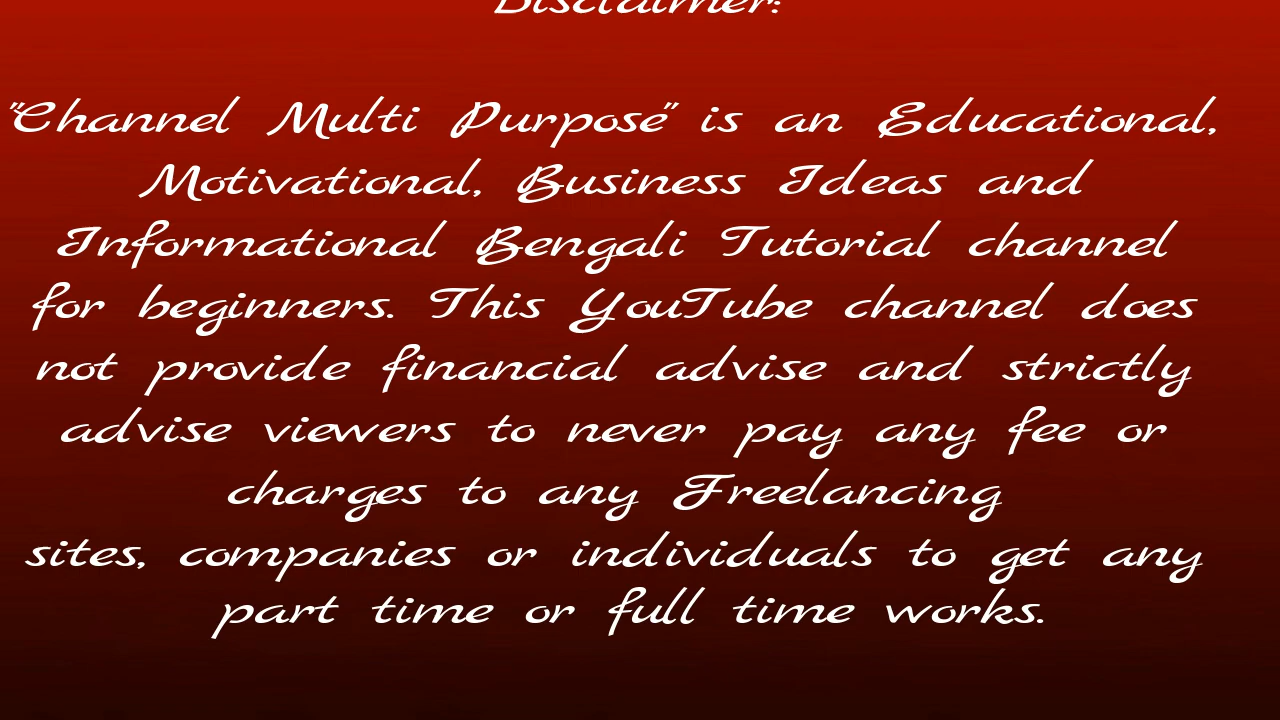 Disclaimer:
"Channel Multi Purpose" is an Educational,
Motivational, Business Ideas and
Informational Bengali Tutorial channel
for beginners. This YouTube channel does
not provide financial advise and strictly
advise viewers to never pay any fee or
charges to any Freelancing
sites, companies or individuals to get any
part time or full time works.